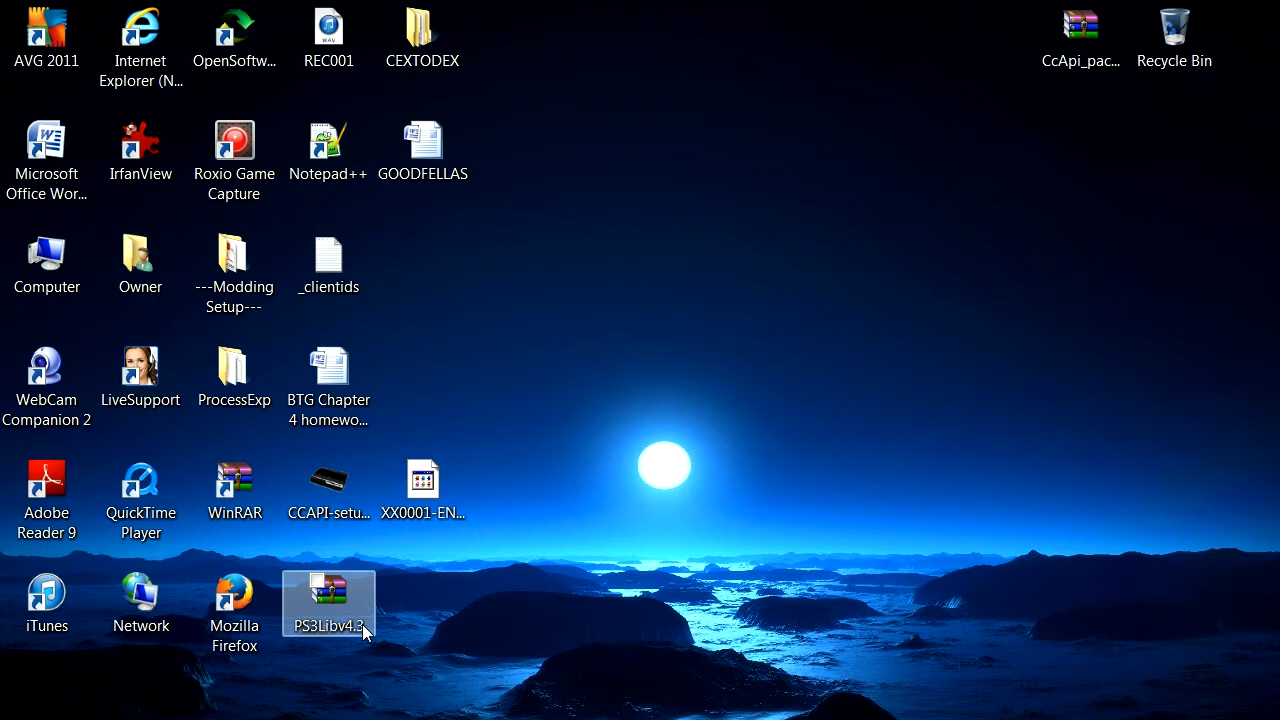 AVG 2011
Internet
Explorer (N...
OpenSoftw...
REC001
CEXTODEX
CcApi_pac...
Recycle Bin
Microsoft
Office Wor...
IrfanView
Roxio Game
Capture
Notepad++
GOODFELLAS
Computer
Owner
---Modding
Setup---
_clientids
WebCam
Companion 2
LiveSupport
ProcessExp
BTG Chapter
4 homewo...
Adobe
Reader 9
QuickTime
Player
WinRAR
CCAPI-setu...
XX0001-EN...
iTunes
Network
Mozilla
Firefox
PS3Libv4.3
WAV